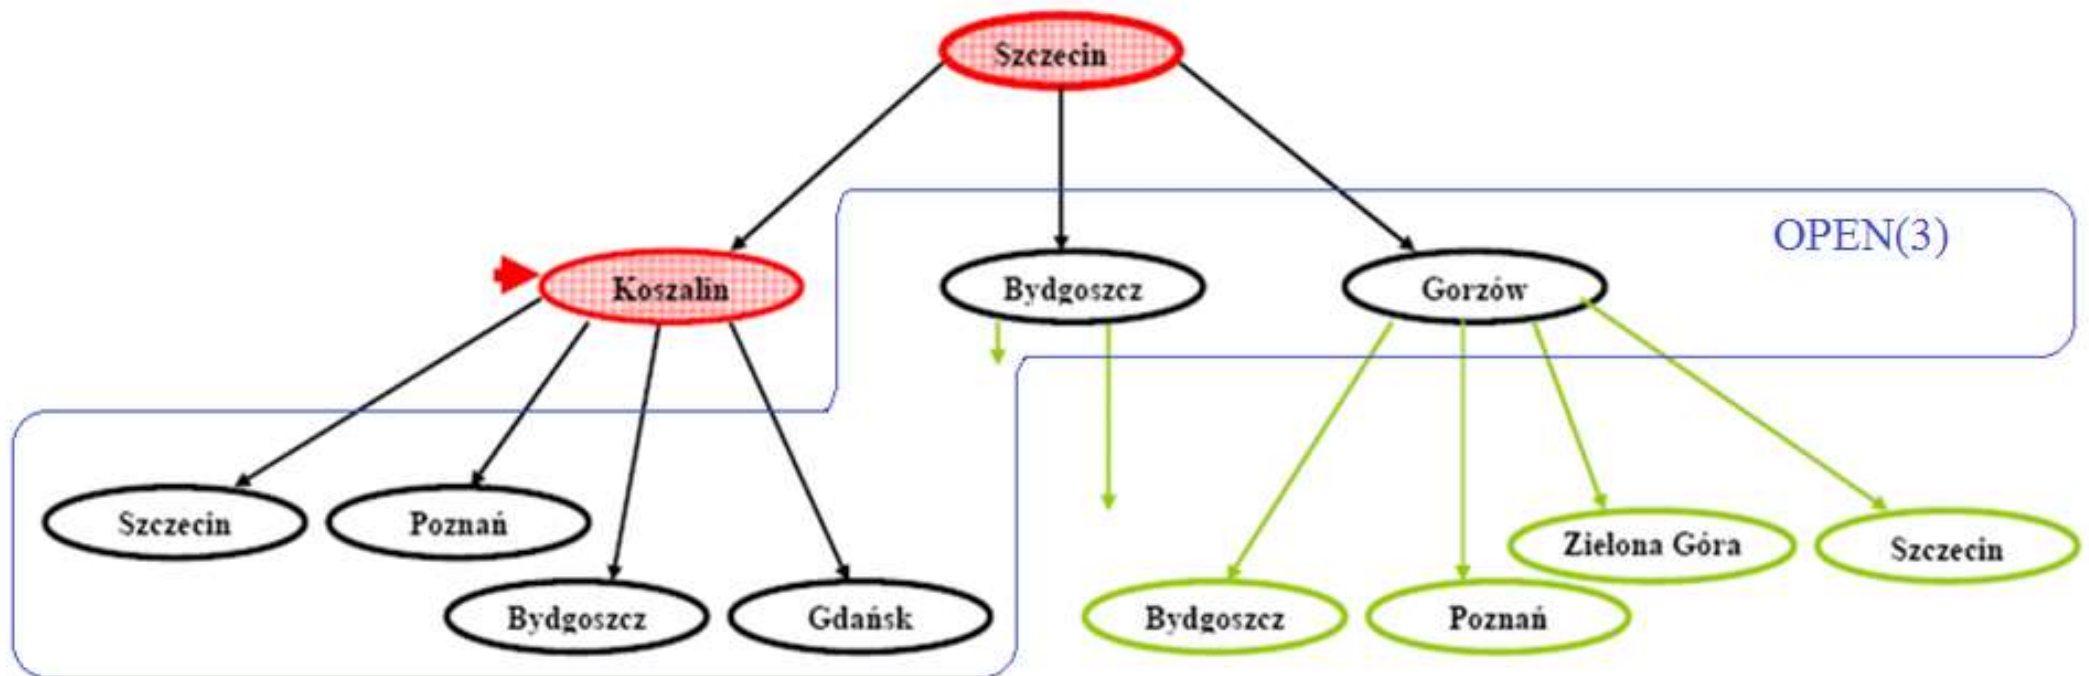 Szczecin
OPEN(3)
Koszalin
Bydgoszcz
Gorzów
Szczecin
Poznań
Zielona Góra
Szczecin
Bydgoszcz
Gdańsk
Bydgoszcz
Poznań